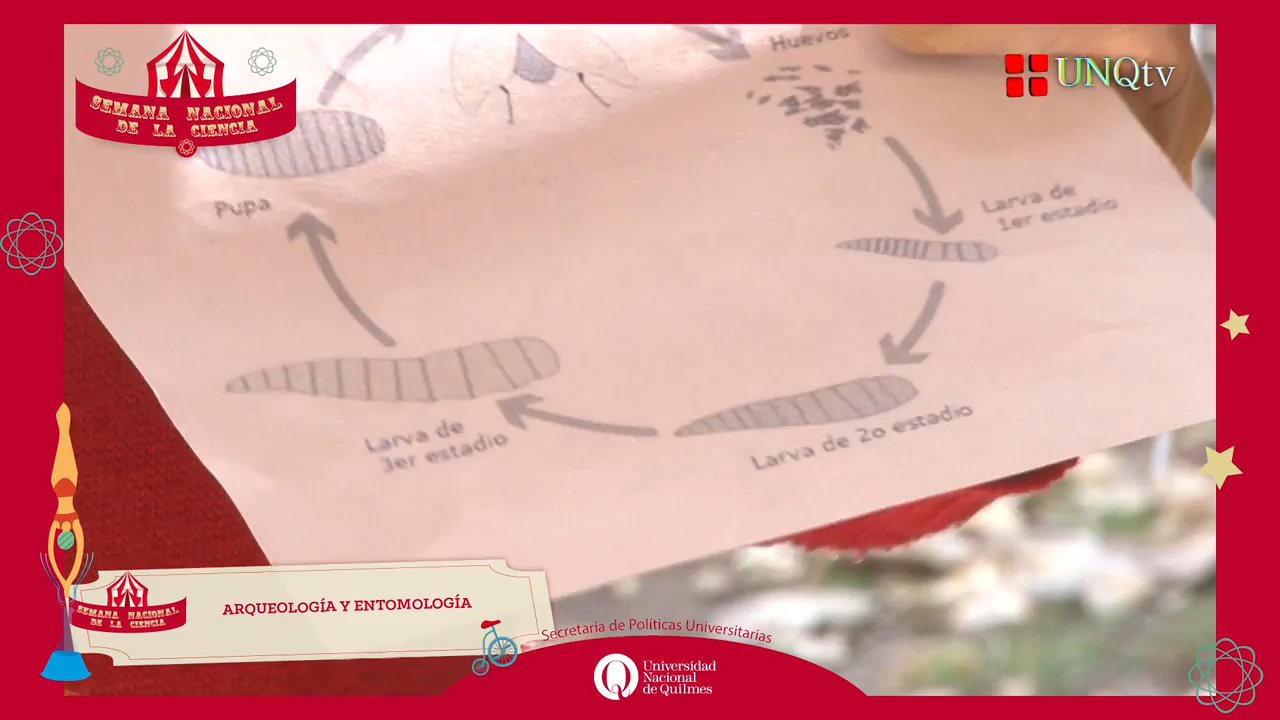 SEMANA NACIONAL
DE LA CIENCIA
UNQtv
Huevos
Larva de
1er estadio
Pupa
Larva de 2o estadio
Larva de
3er estadio
SEMANA NACIONAL
DE LA CIENCIA
ARQUEOLOGÍA Y ENTOMOLOGÍA
Secretaría de Políticas Universitarias
Universidad
Nacional
de Quilmes